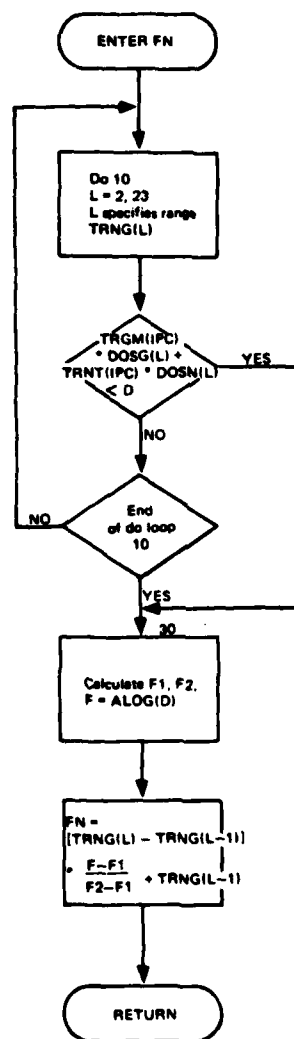 ENTER FN
Do 10
L = 2, 23
L specifies range
TRNG(L)
TRGM(IPC)
* DOSG(L) +
TRNT(IPC) * DOSN(L)
< D
YES
NO
End
of do loop
10
NO
YES
30
Calculate F1, F2,
F = ALOG(D)
FN =
[TRNG(L) – TRNG(L–1)]
* F–F1
F2–F1 + TRNG(L–1)
RETURN